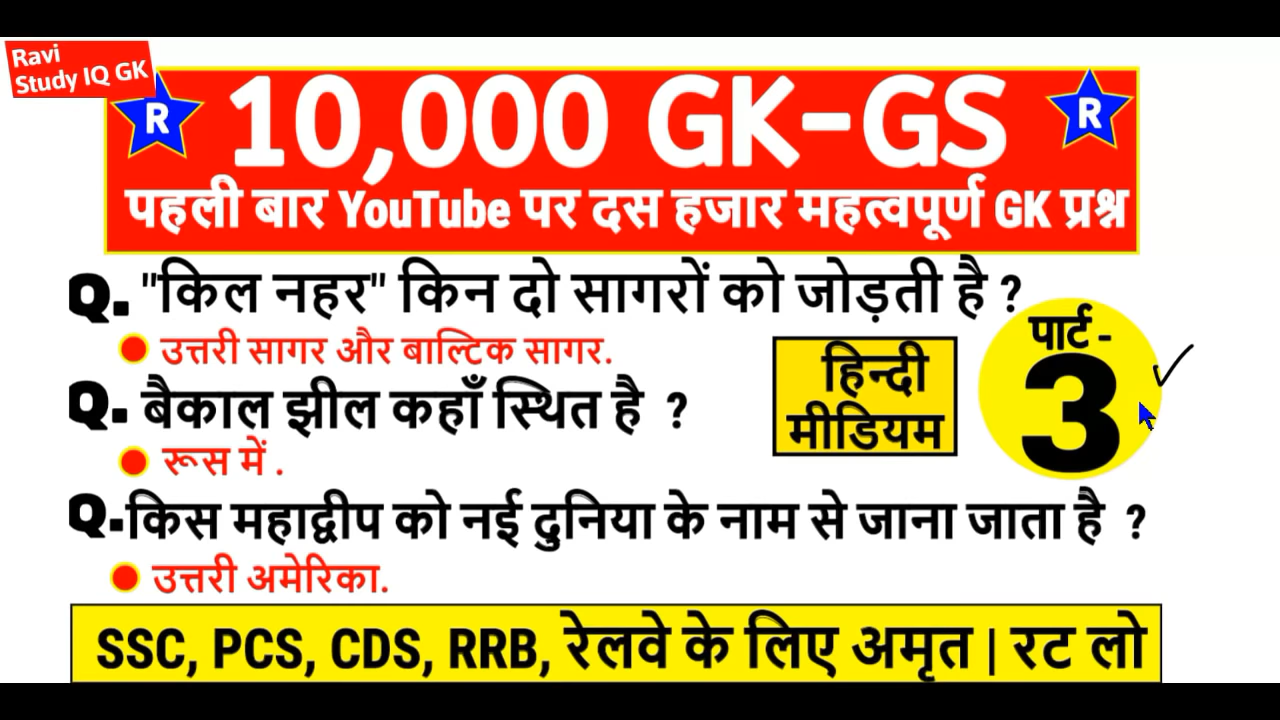 Ravi
Study IQ GK
R 10,000 GK-GS R
पहली बार YouTube पर दस हजार महत्वपूर्ण GK प्रश्न
Q. "किल नहर" किन दो सागरों को जोड़ती है ?
उत्तरी सागर और बाल्टिक सागर.
Q. बैकाल झील कहाँ स्थित है ?
रूस में .
हिन्दी
मीडियम
पार्ट -
3
Q.किस महाद्वीप को नई दुनिया के नाम से जाना जाता है ?
उत्तरी अमेरिका.
SSC, PCS, CDS, RRB, रेलवे के लिए अमृत | रट लो